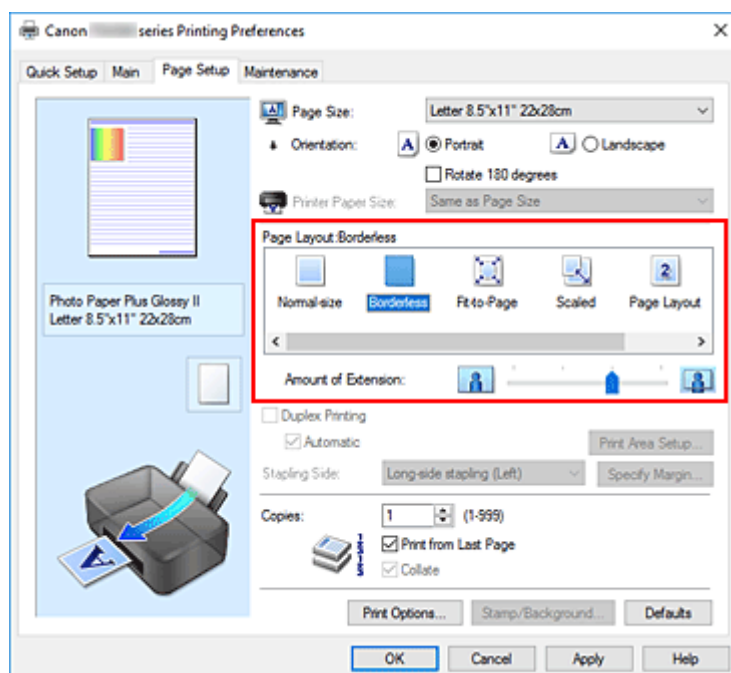 Canon series Printing Preferences
Quick Setup Main Page Setup Maintenance
Page Size: Letter 8.5"x11" 22x28cm
Orientation: A Portrait A Landscape
Rotate 180 degrees
Printer Paper Size: Same as Page Size
Page Layout:Borderless
Normal-size Borderless Fit-to-Page Scaled 2 Page Layout
Photo Paper Plus Glossy II
Letter 8.5"x11" 22x28cm
Amount of Extension:
Duplex Printing
Automatic Print Area Setup...
Stapling Side: Long-side stapling (Left) Specify Margin...
Copies: 1 (1-999)
Print from Last Page
Collate
A
Print Options... Stamp/Background... Defaults
OK Cancel Apply Help